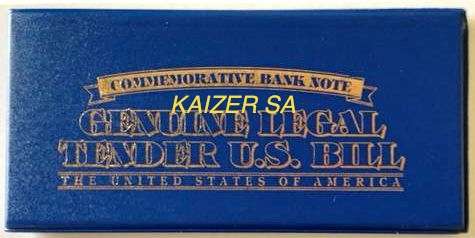 COMMEMORATIVE BANK NOTE
KAIZER SA
GENUINE LEGAL
TENDER U.S. BILL
THE UNITED STATES OF AMERICA